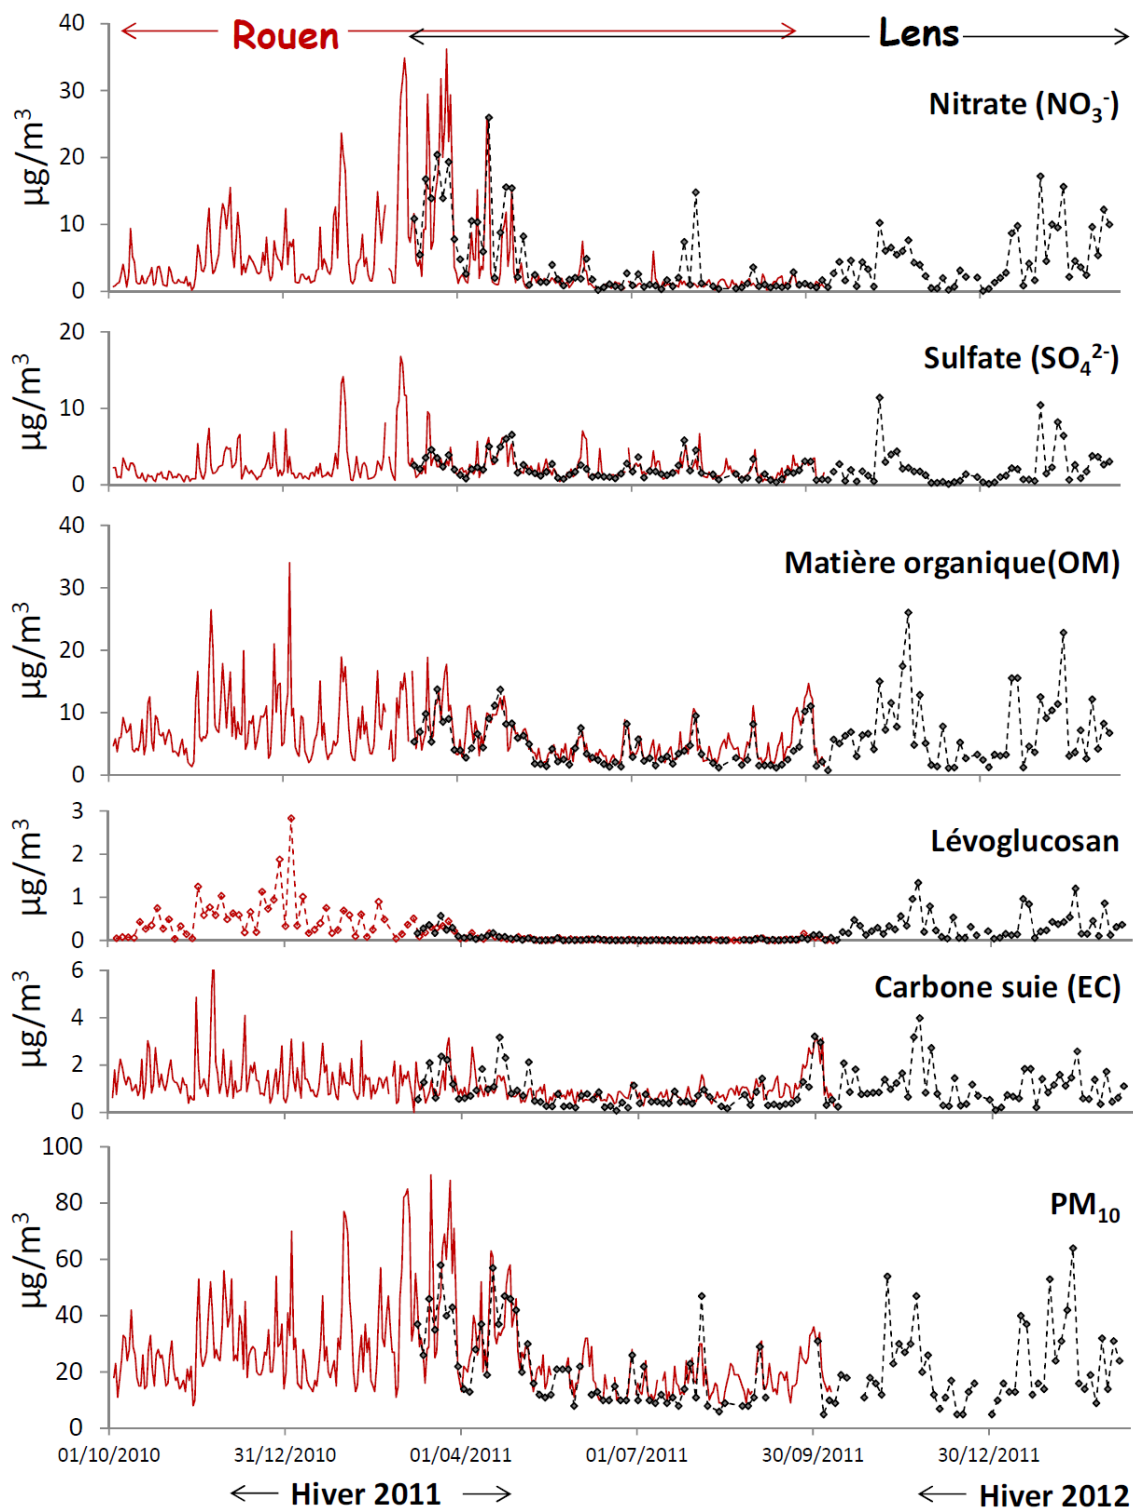 Rouen
Lens
40
30
20
10
0
µg/m³
Nitrate (NO₃⁻)
20
10
0
µg/m³
Sulfate (SO₄²⁻)
40
30
20
10
0
µg/m³
Matière organique(OM)
3
2
1
0
µg/m³
Lévoglucosan
6
4
2
0
µg/m³
Carbone suie (EC)
100
80
60
40
20
0
µg/m³
PM₁₀
01/10/2010 31/12/2010 01/04/2011 01/07/2011 30/09/2011 30/12/2011
Hiver 2011 Hiver 2012